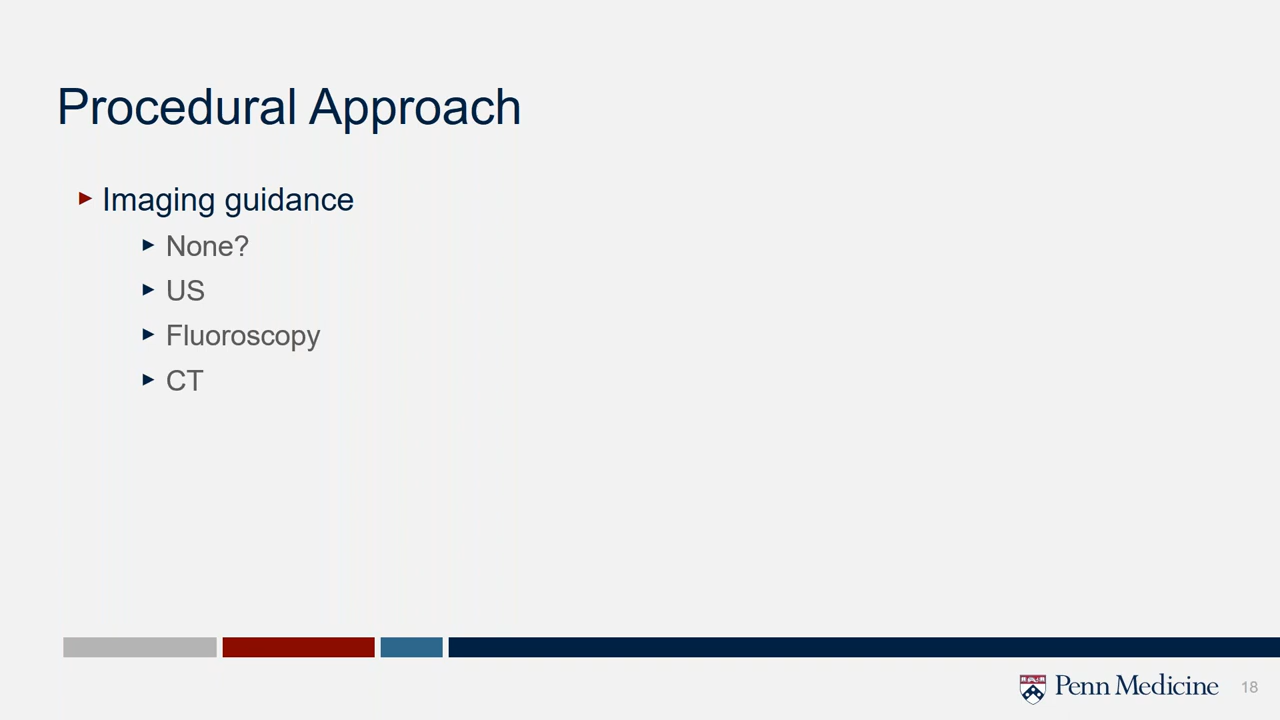 Procedural Approach
Imaging guidance
None?
US
Fluoroscopy
CT
Penn Medicine
18